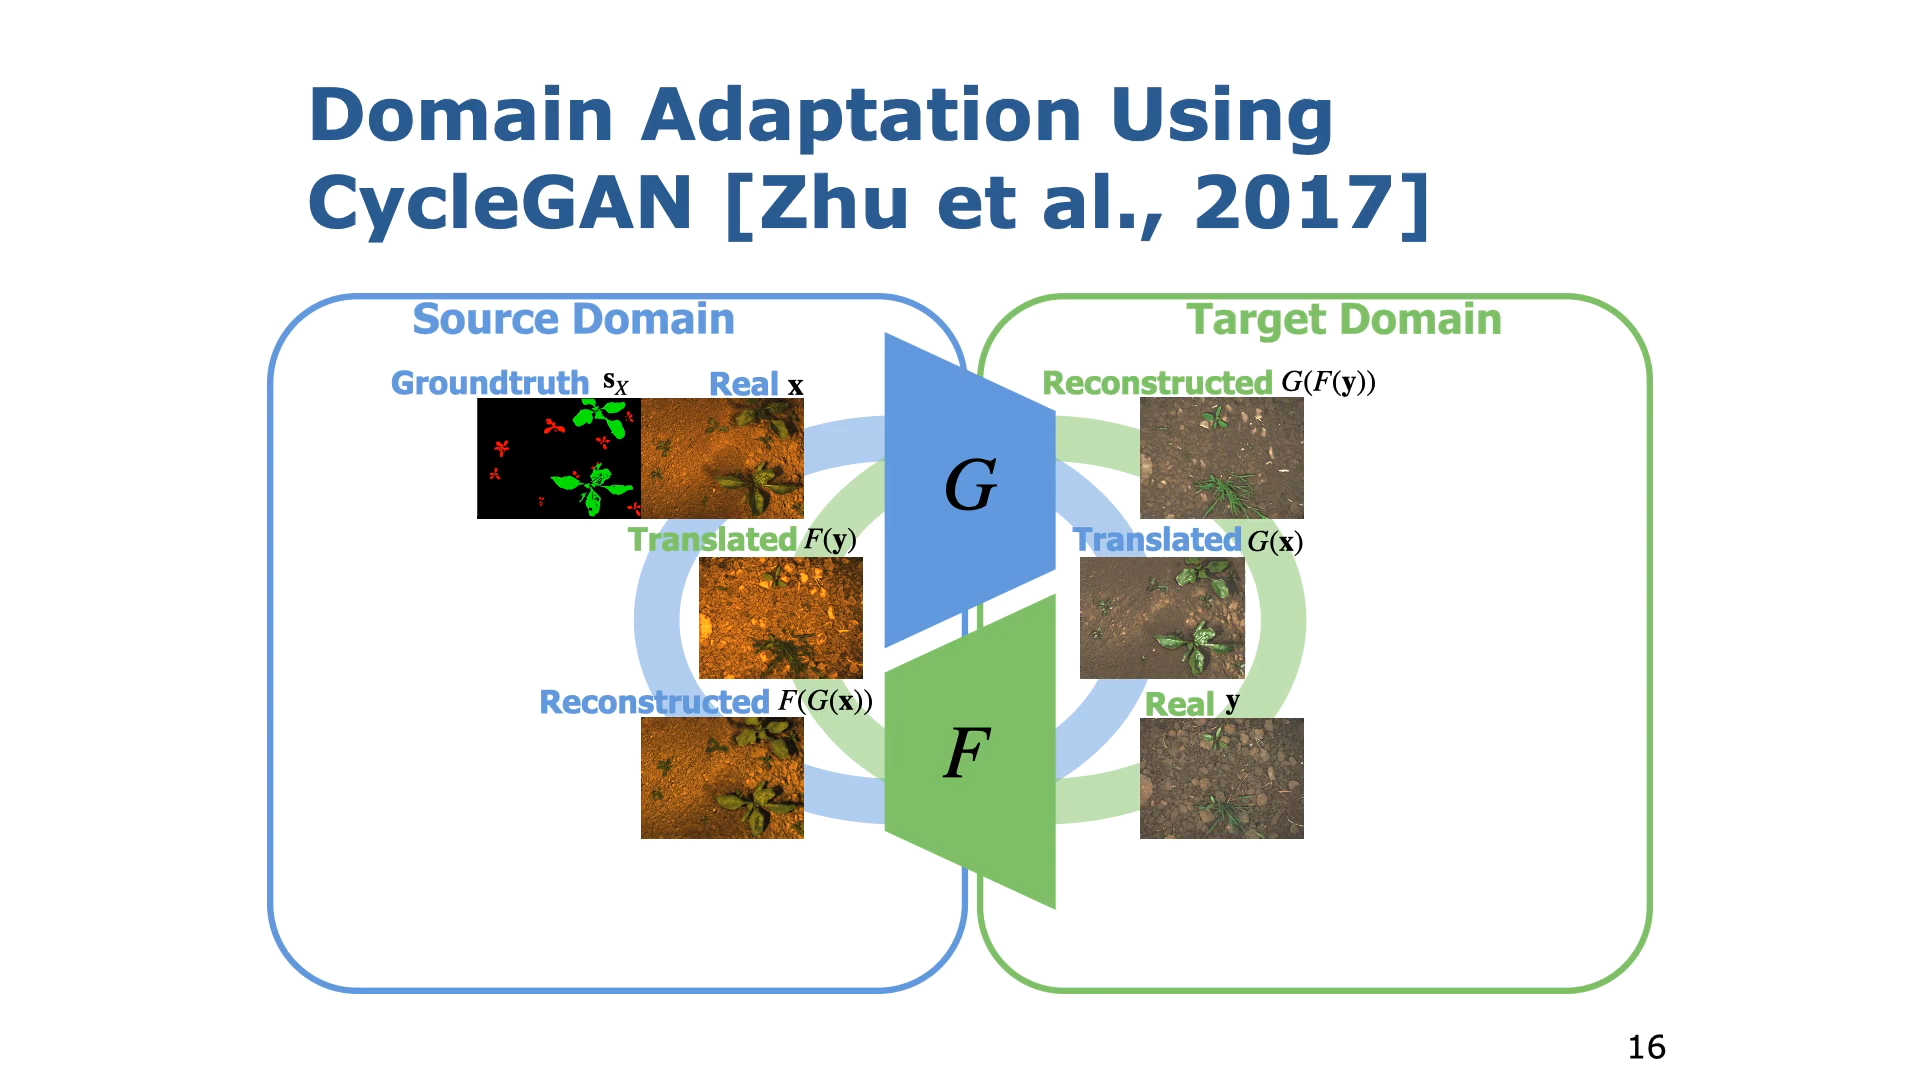 Domain Adaptation Using
CycleGAN [Zhu et al., 2017]
Source Domain
Groundtruth s_X
Real x
Translated F(y)
Reconstructed F(G(x))
G
F
Target Domain
Reconstructed G(F(y))
Translated G(x)
Real y
16